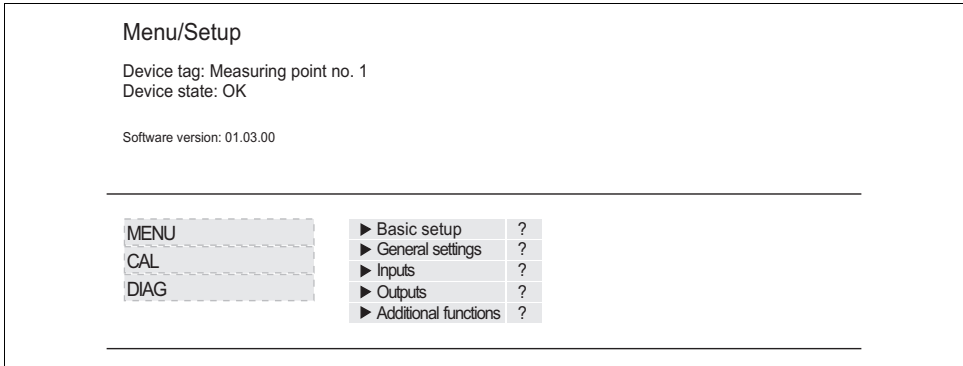 Menu/Setup
Device tag: Measuring point no. 1
Device state: OK
Software version: 01.03.00
MENU
CAL
DIAG
▶ Basic setup ?
▶ General settings ?
▶ Inputs ?
▶ Outputs ?
▶ Additional functions ?